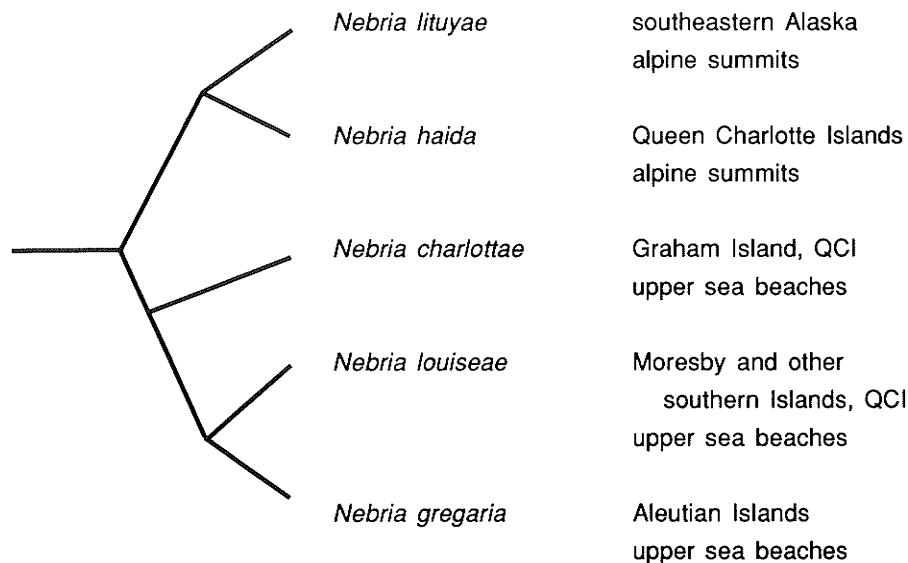 Nebria lituyae southeastern Alaska
alpine summits
Nebria haida Queen Charlotte Islands
alpine summits
Nebria charlottae Graham Island, QCI
upper sea beaches
Nebria louiseae Moresby and other
southern Islands, QCI
upper sea beaches
Nebria gregaria Aleutian Islands
upper sea beaches